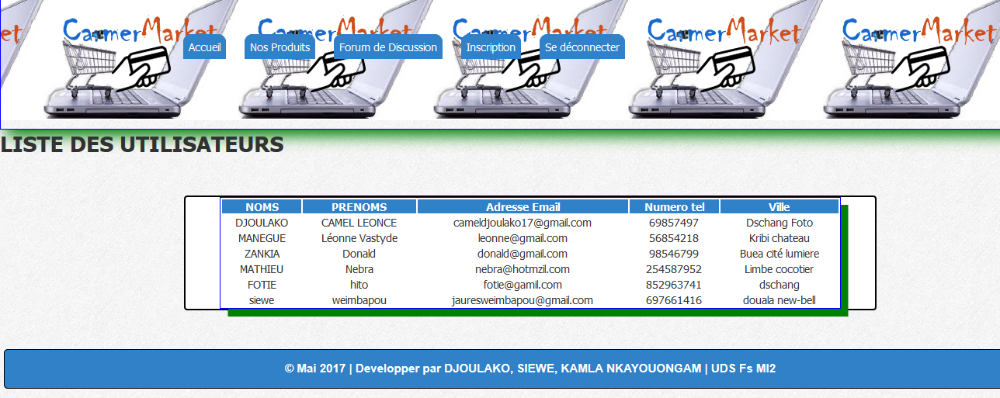 et CamerMarket CamerMarket CamerMarket CamerMarket CamerMarket
Accueil Nos Produits Forum de Discussion Inscription Se déconnecter
LISTE DES UTILISATEURS
NOMS PRENOMS Adresse Email Numero tel Ville
DJOULAKO CAMEL LEONCE cameldjoulako17@gmail.com 69857497 Dschang Foto
MANEGUE Léonne Vastyde leonne@gmail.com 56854218 Kribi chateau
ZANKIA Donald donald@gmail.com 98546799 Buea cité lumiere
MATHIEU Nebra nebra@hotmzil.com 254587952 Limbe cocotier
FOTIE hito fotie@gamil.com 852963741 dschang
siewe weimbapou jauresweimbapou@gmail.com 697661416 douala new-bell
© Mai 2017 | Developper par DJOULAKO, SIEWE, KAMLA NKAYOUONGAM | UDS Fs MI2